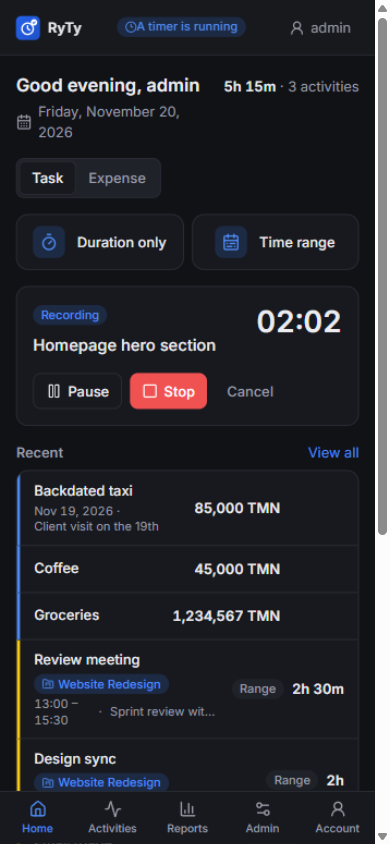 RyTy
A timer is running
admin
Good evening, admin
5h 15m · 3 activities
Friday, November 20,
2026
Task
Expense
Duration only
Time range
Recording
02:02
Homepage hero section
Pause
Stop
Cancel
Recent
View all
Backdated taxi
Nov 19, 2026 ·
Client visit on the 19th
85,000 TMN
Coffee
45,000 TMN
Groceries
1,234,567 TMN
Review meeting
Website Redesign
13:00 –
15:30
· Sprint review wit...
Range
2h 30m
Design sync
Website Redesign
Range
2h
Home
Activities
Reports
Admin
Account